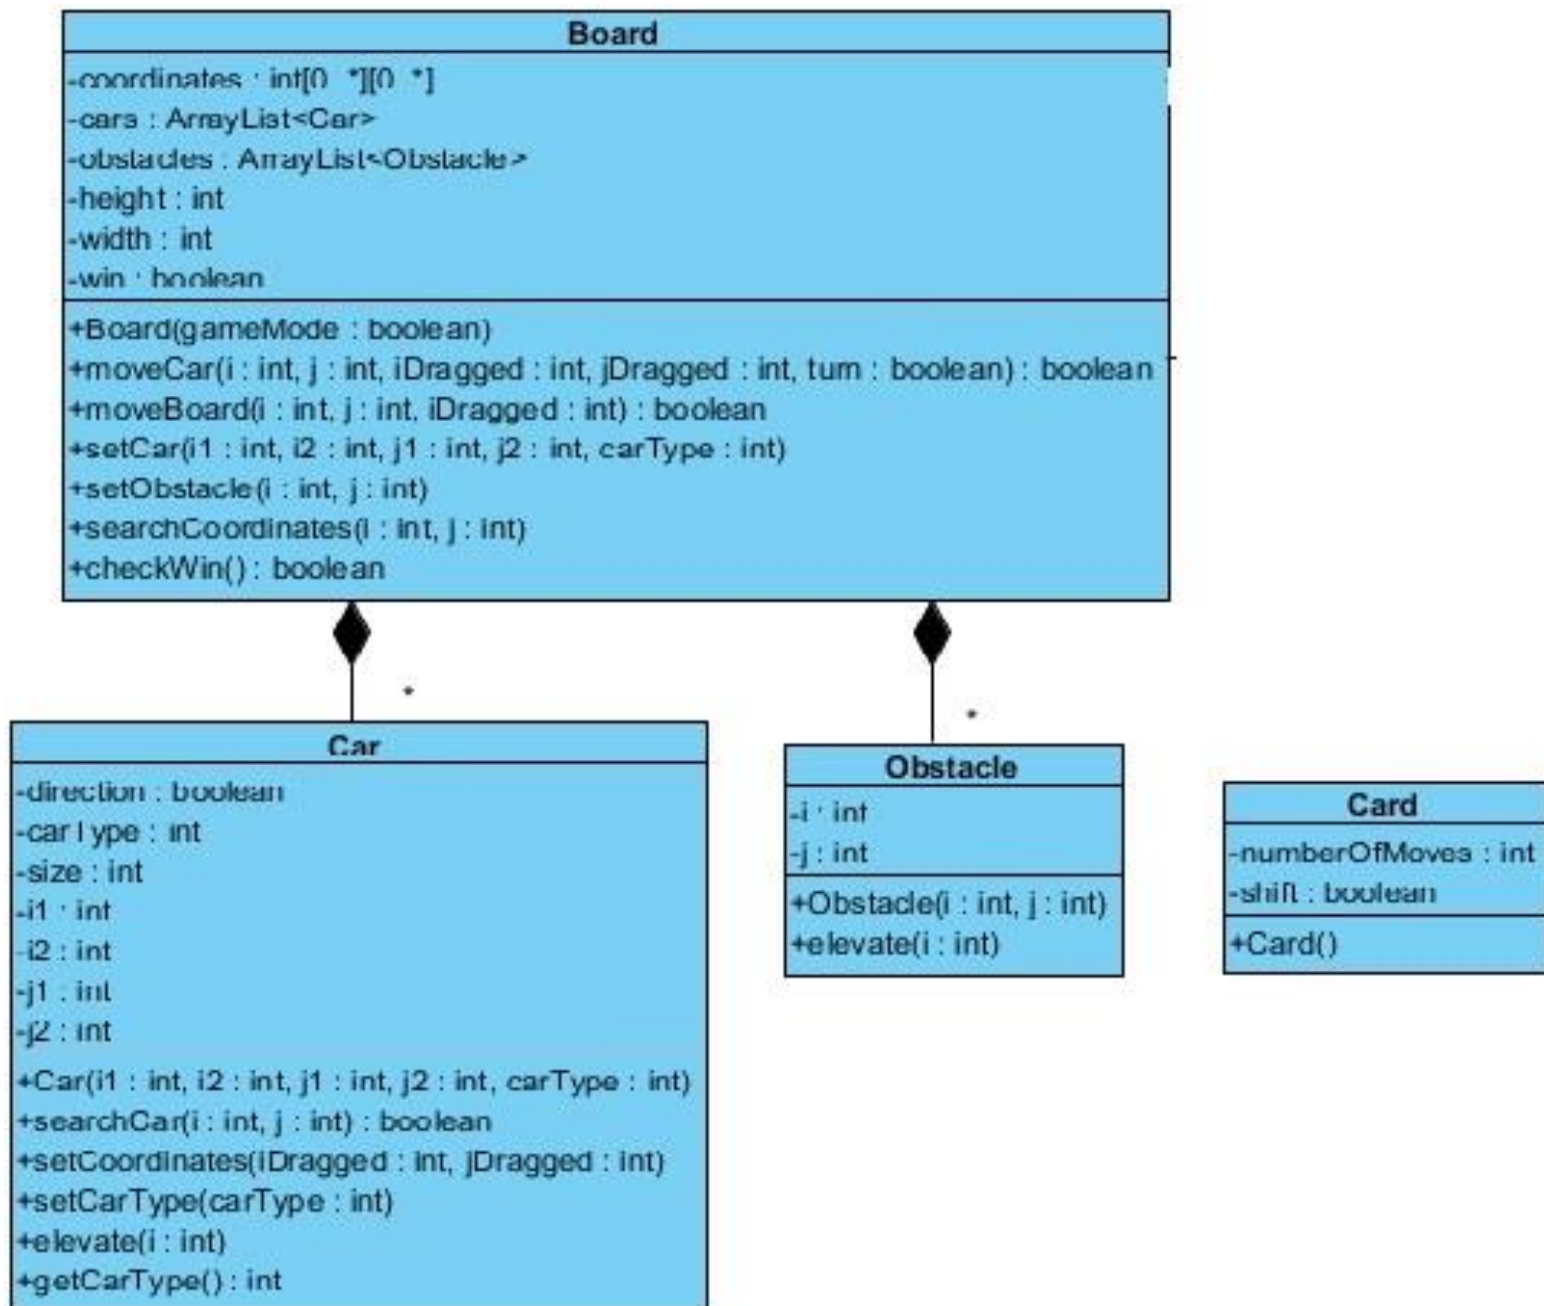 Board
-coordinates : int[0..*][0..*]
-cars : ArrayList<Car>
-obstacles : ArrayList<Obstacle>
-height : int
-width : int
-win : boolean
+Board(gameMode : boolean)
+moveCar(i : int, j : int, iDragged : int, jDragged : int, turn : boolean) : boolean
+moveBoard(i : int, j : int, iDragged : int) : boolean
+setCar(i1 : int, i2 : int, j1 : int, j2 : int, carType : int)
+setObstacle(i : int, j : int)
+searchCoordinates(i : int, j : int)
+checkWin() : boolean
*
*
Car
-direction : boolean
-carType : int
-size : int
-i1 : int
-i2 : int
-j1 : int
-j2 : int
+Car(i1 : int, i2 : int, j1 : int, j2 : int, carType : int)
+searchCar(i : int, j : int) : boolean
+setCoordinates(iDragged : int, jDragged : int)
+setCarType(carType : int)
+elevate(i : int)
+getCarType() : int
Obstacle
-i : int
-j : int
+Obstacle(i : int, j : int)
+elevate(i : int)
Card
-numberOfMoves : int
-shift : boolean
+Card()